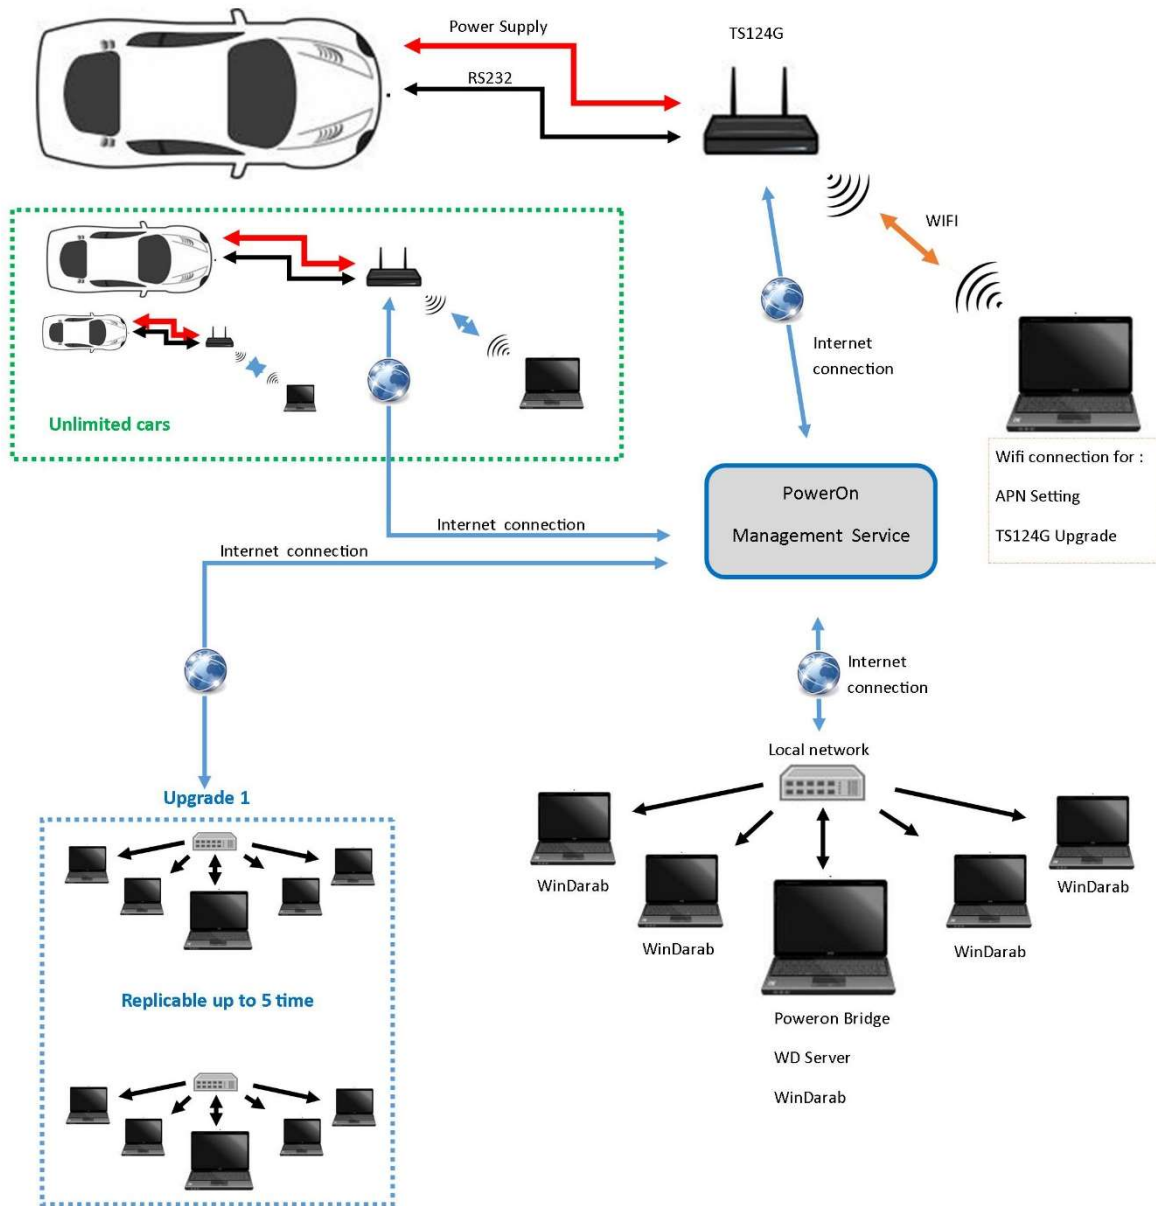 Power Supply
TS124G
RS232
WIFI
Internet
connection
Unlimited cars
Wifi connection for :
APN Setting
TS124G Upgrade
PowerOn
Management Service
Internet connection
Internet connection
Internet
connection
Local network
Upgrade 1
WinDarab
WinDarab
WinDarab
WinDarab
Replicable up to 5 time
Poweron Bridge
WD Server
WinDarab